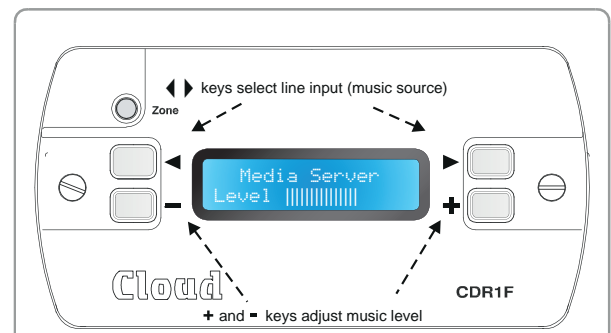 ◀ ▶ keys select line input (music source)
Zone
◀ ▶
Media Server
- +
Level ||||||||||||||
Cloud
CDR1F
+ and - keys adjust music level